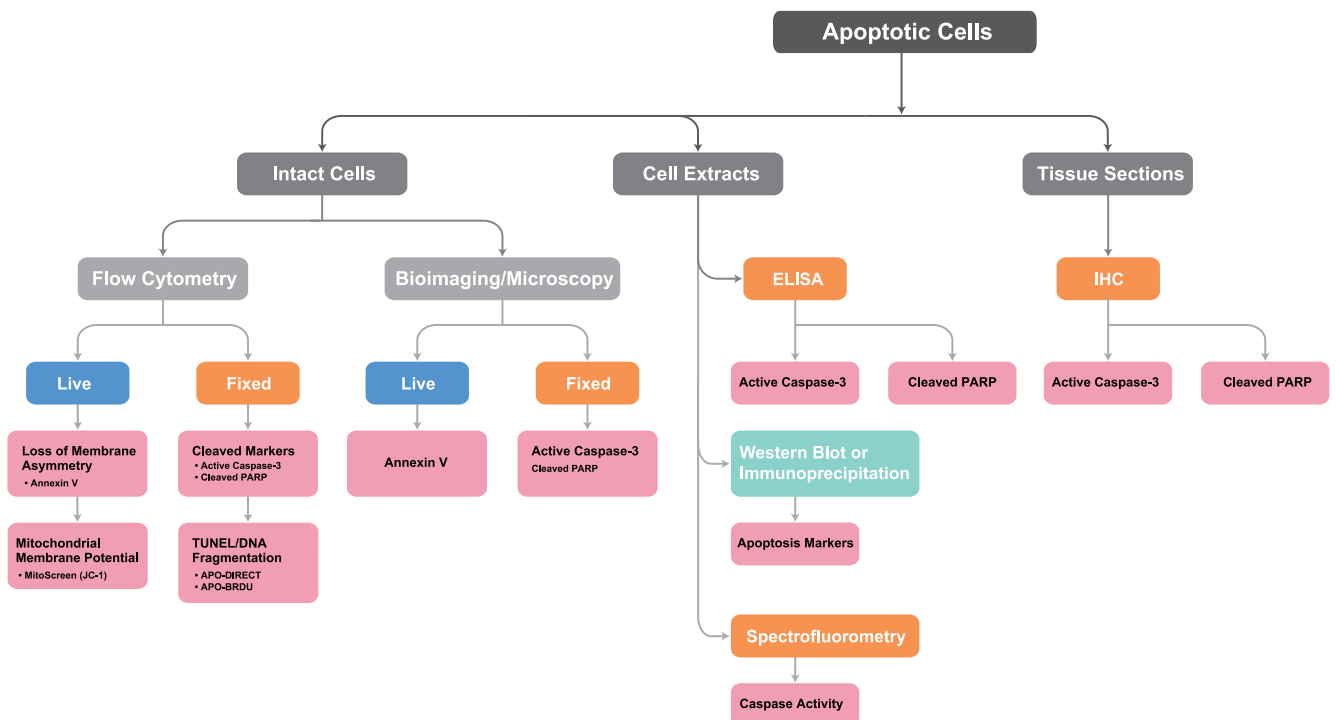 Apoptotic Cells
Intact Cells
Cell Extracts
Tissue Sections
Flow Cytometry
Bioimaging/Microscopy
ELISA
IHC
Live
Fixed
Live
Fixed
Active Caspase-3
Cleaved PARP
Active Caspase-3
Cleaved PARP
Loss of Membrane
Asymmetry
• Annexin V
Cleaved Markers
• Active Caspase-3
• Cleaved PARP
Annexin V
Active Caspase-3
Cleaved PARP
Western Blot or
Immunoprecipitation
Mitochondrial
Membrane Potential
• MitoScreen (JC-1)
TUNEL/DNA
Fragmentation
• APO-DIRECT
• APO-BRDU
Apoptosis Markers
Spectrofluorometry
Caspase Activity